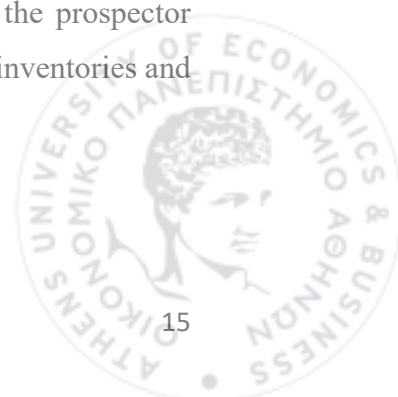 the prospector
inventories and
ATHENS UNIVERSITY OF ECONOMICS & BUSINESS
ΟΙΚΟΝΟΜΙΚΟ ΠΑΝΕΠΙΣΤΗΜΙΟ ΑΘΗΝΩΝ
15